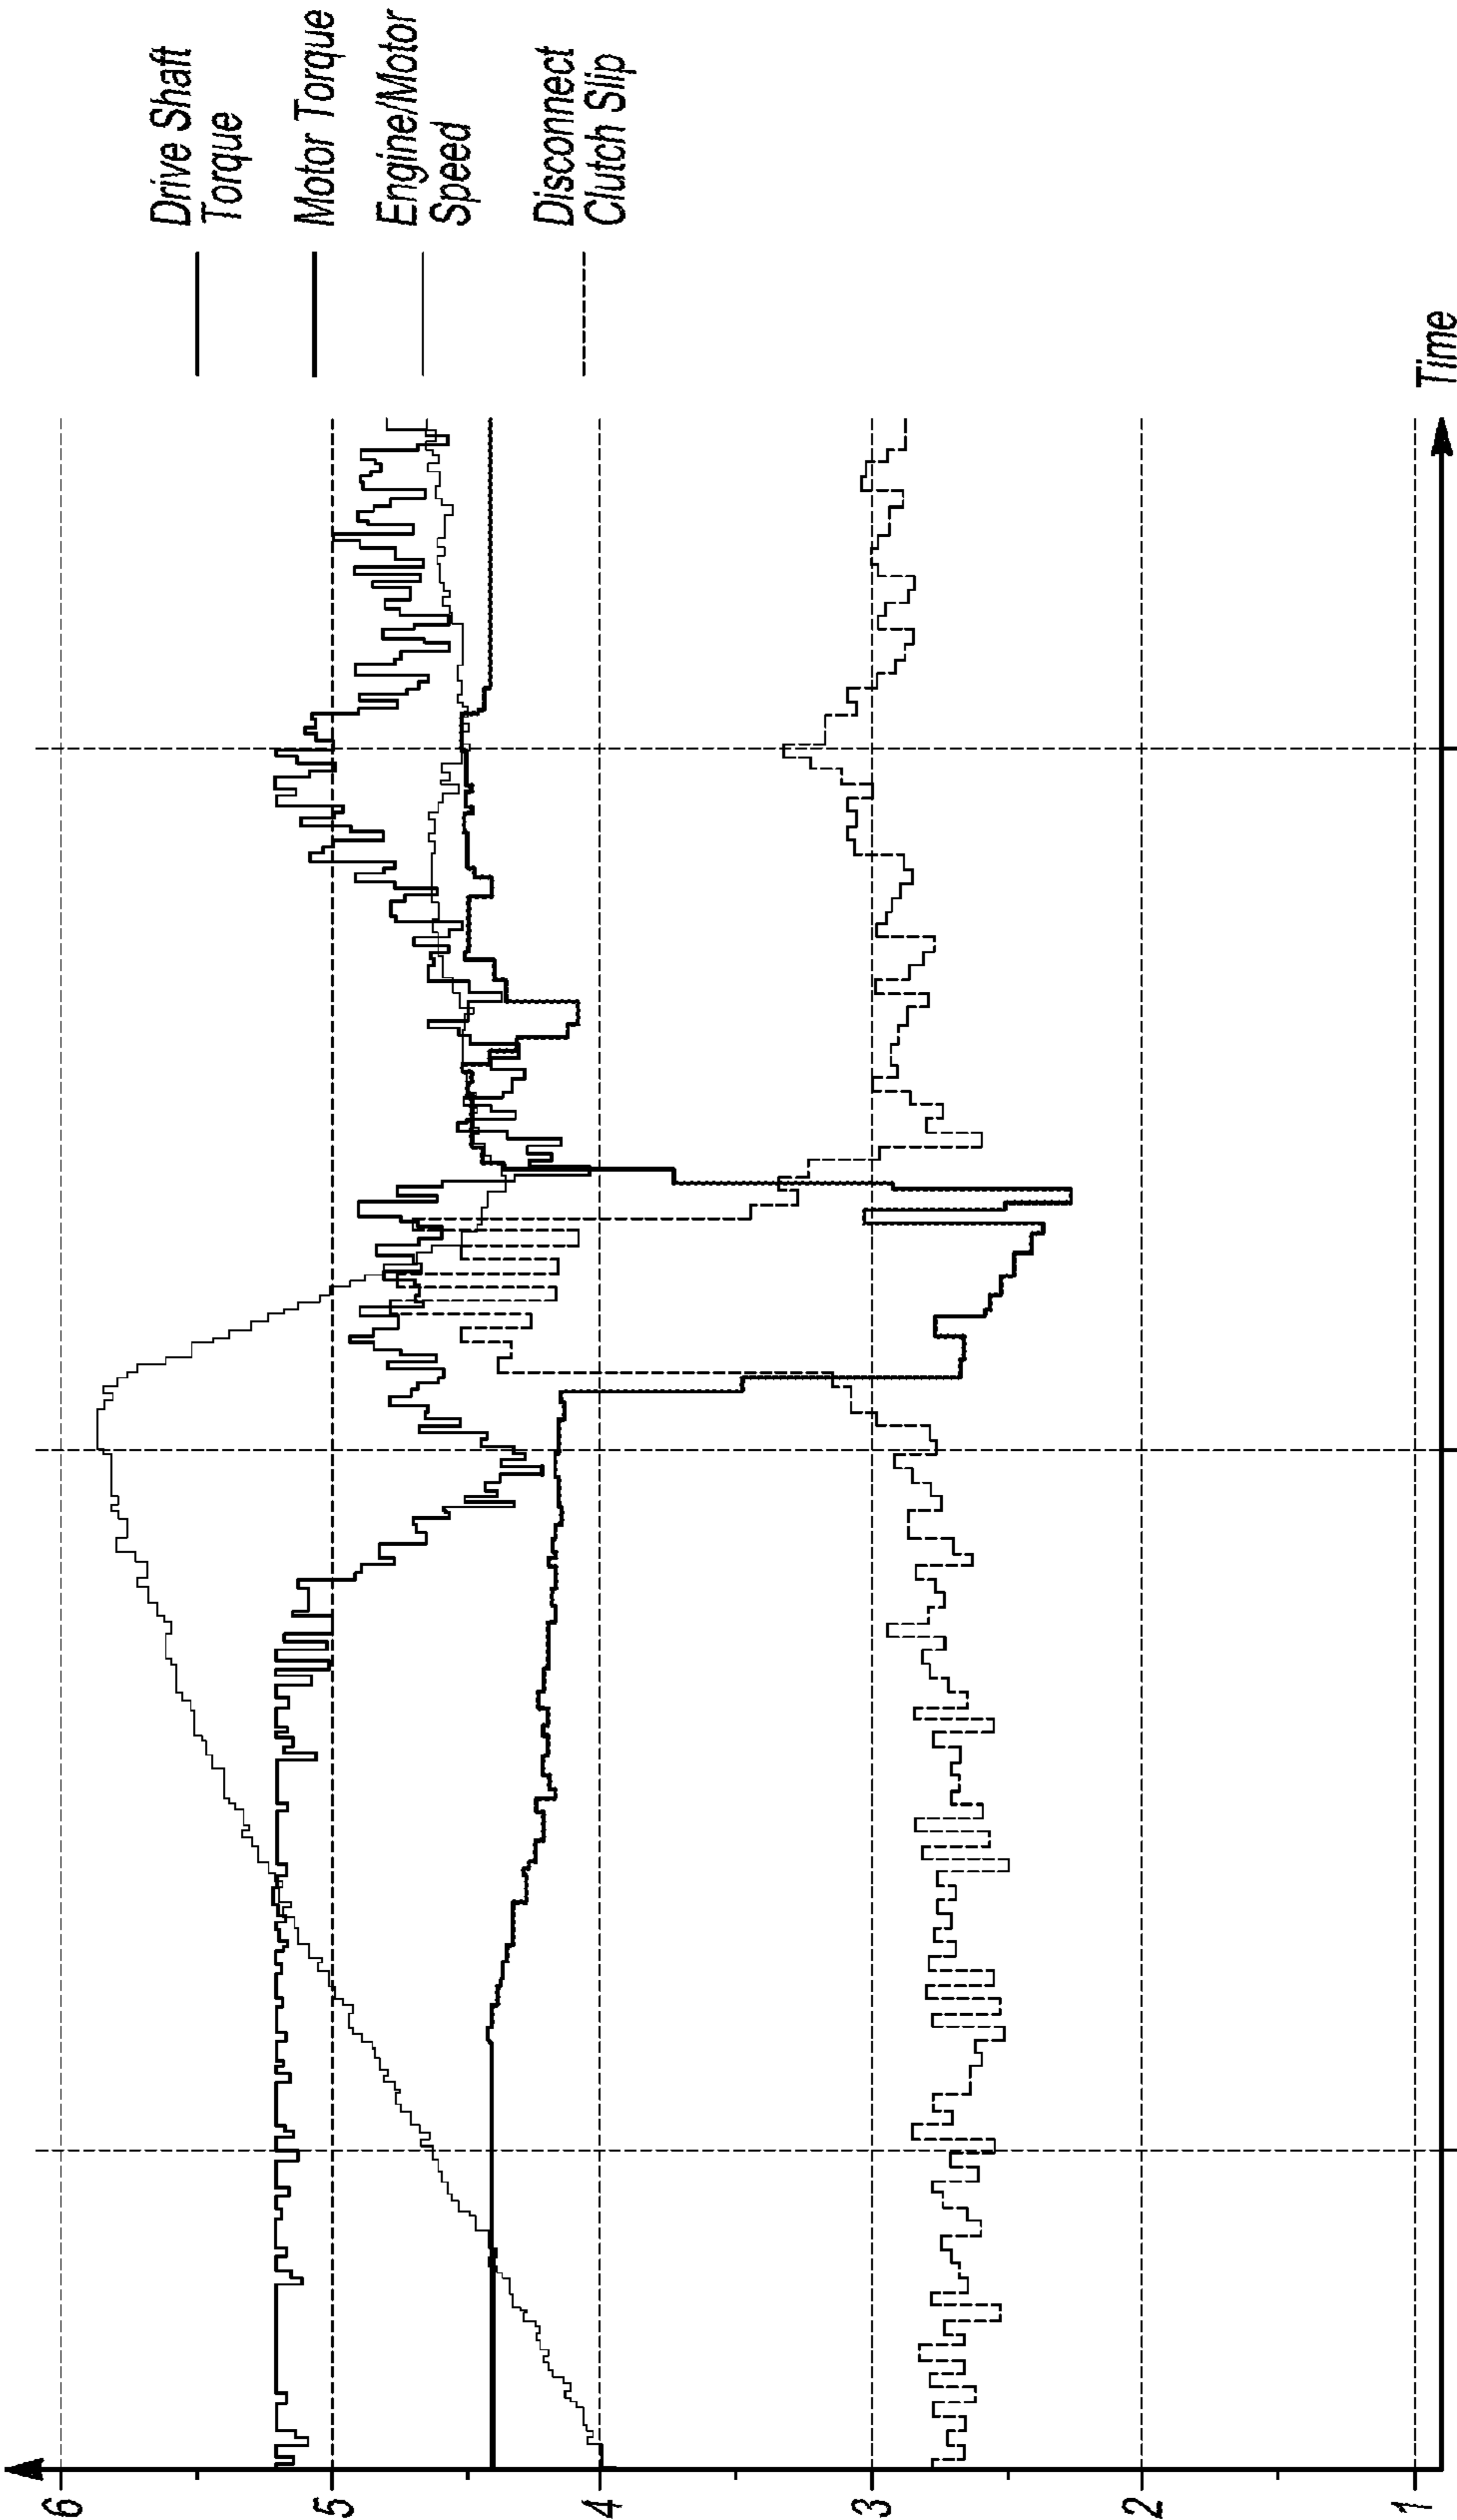 Drive Shaft
Torque
Motor Torque
Engine/Motor
Speed
Disconnect
Clutch Slip
6
5
4
3
2
1
Time